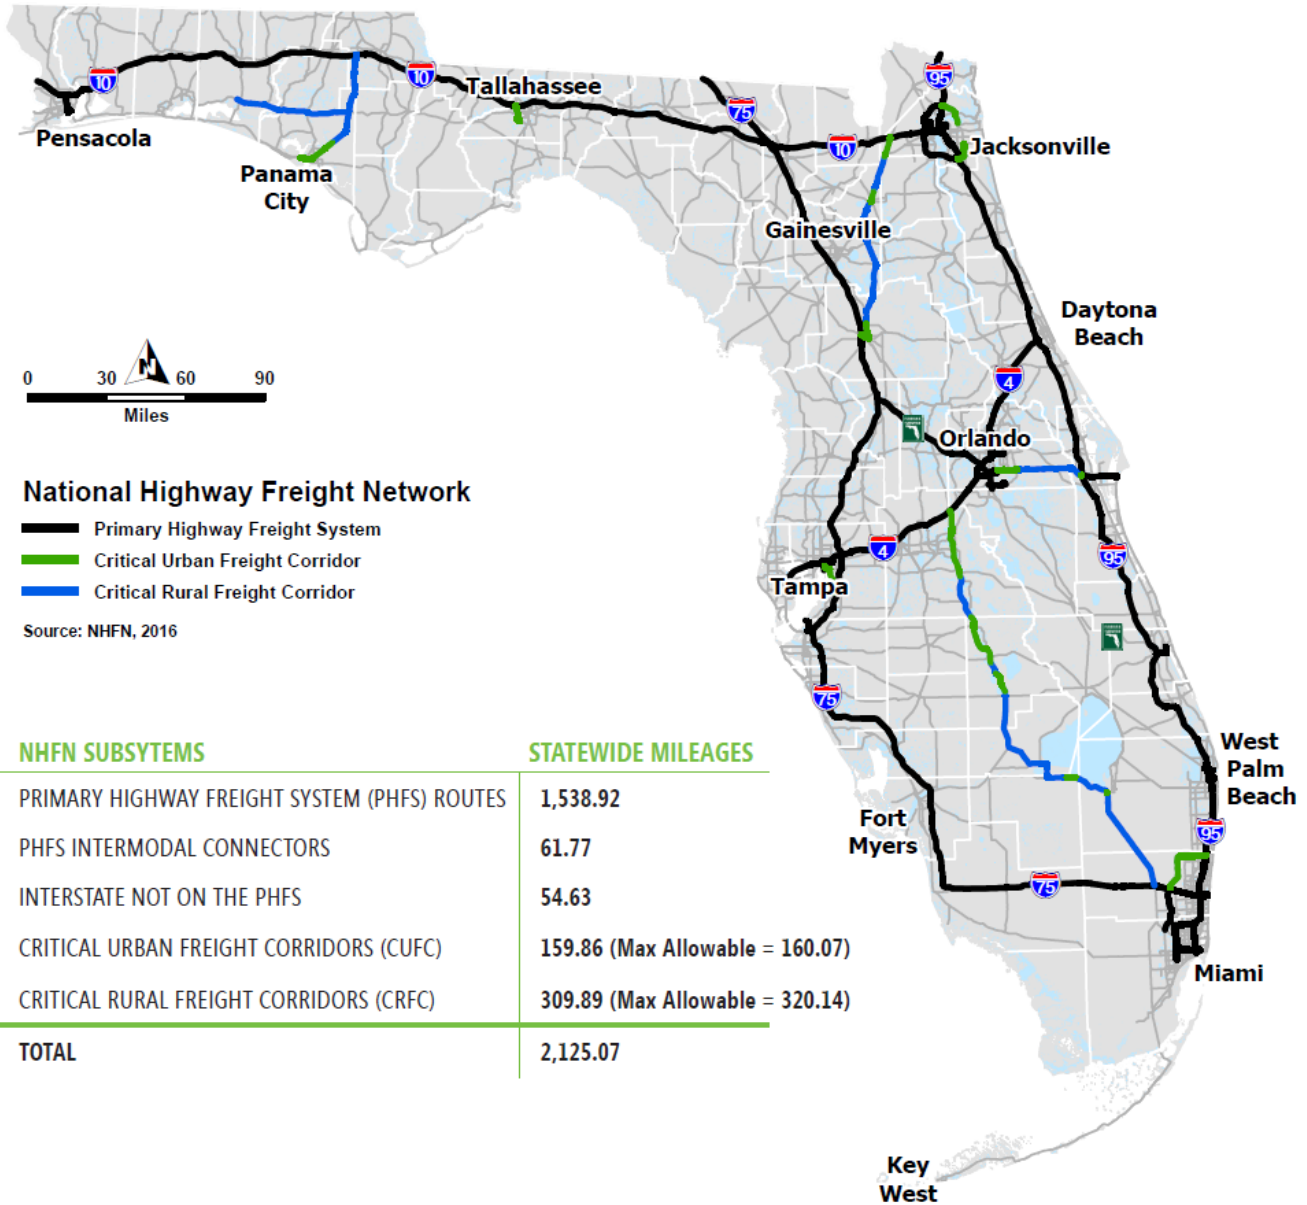 10
10
Tallahassee
75
95
Pensacola
10
Jacksonville
Panama
City
Gainesville
Daytona
Beach
N
0 30 60 90
Miles
4
Orlando
National Highway Freight Network
Primary Highway Freight System
Critical Urban Freight Corridor
Critical Rural Freight Corridor
Source: NHFN, 2016
4
95
Tampa
75
NHFN SUBSYTEMS STATEWIDE MILEAGES
PRIMARY HIGHWAY FREIGHT SYSTEM (PHFS) ROUTES 1,538.92
PHFS INTERMODAL CONNECTORS 61.77
INTERSTATE NOT ON THE PHFS 54.63
CRITICAL URBAN FREIGHT CORRIDORS (CUFC) 159.86 (Max Allowable = 160.07)
CRITICAL RURAL FREIGHT CORRIDORS (CRFC) 309.89 (Max Allowable = 320.14)
TOTAL 2,125.07
West
Palm
Beach
Fort
Myers
95
75
Miami
Key
West